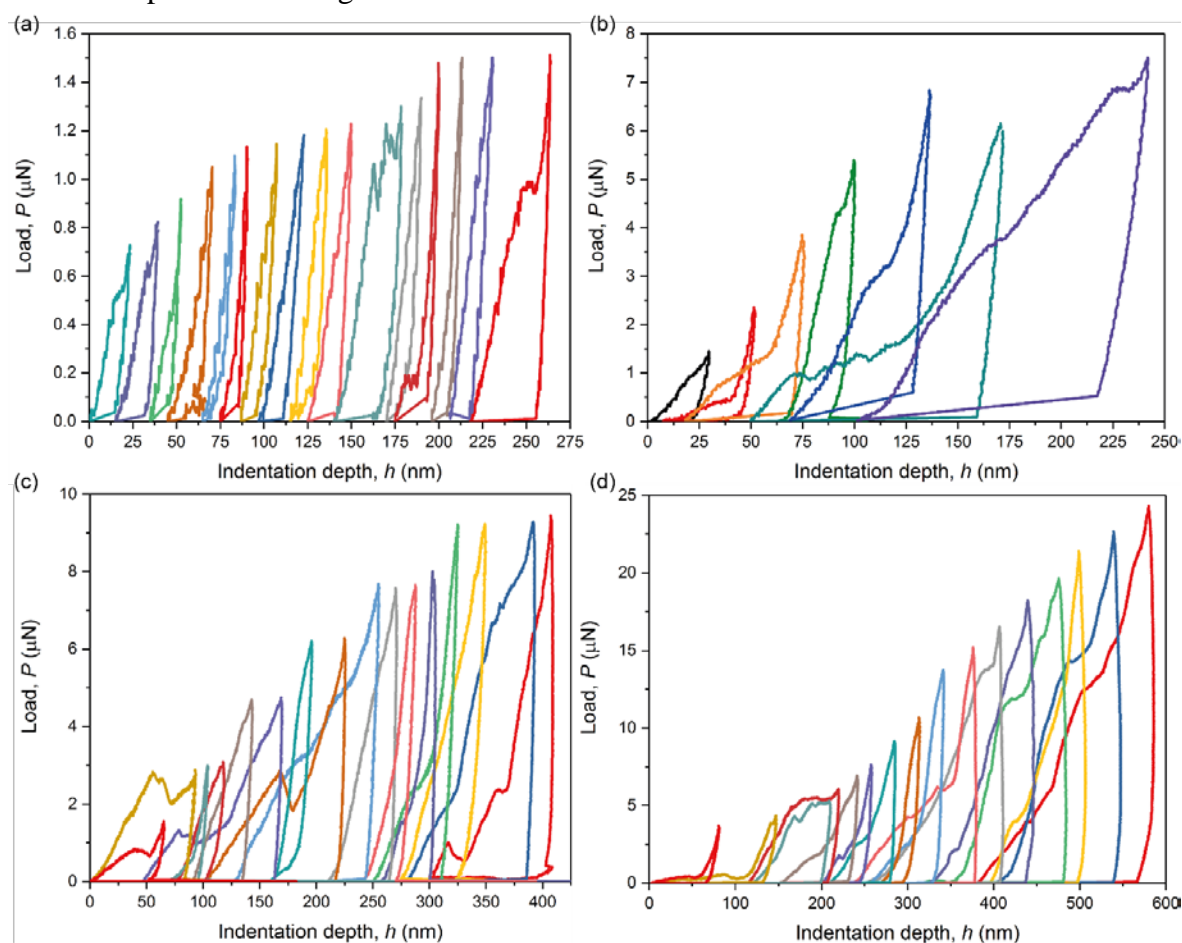 (a)
1.6
1.4
1.2
1.0
0.8
0.6
0.4
0.2
0.0
Load, P (μN)
0 25 50 75 100 125 150 175 200 225 250 275
Indentation depth, h (nm)
(b)
8
7
6
5
4
3
2
1
0
Load, P (μN)
0 25 50 75 100 125 150 175 200 225 250
Indentation depth, h (nm)
(c)
10
8
6
4
2
0
Load, P (μN)
0 50 100 150 200 250 300 350 400
Indentation depth, h (nm)
(d)
25
20
15
10
5
0
Load, P (μN)
0 100 200 300 400 500 600
Indentation depth, h (nm)